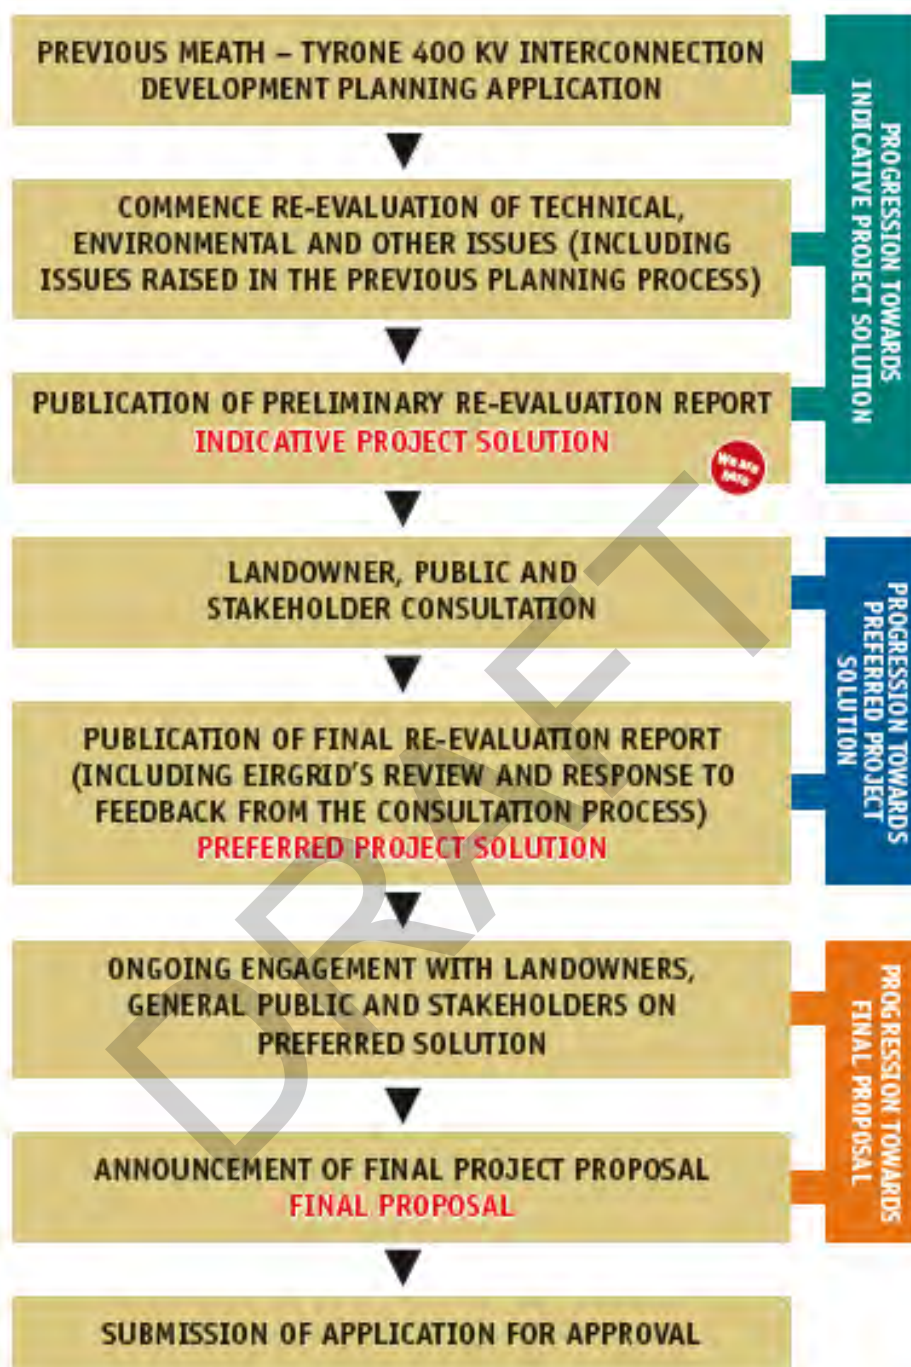 PREVIOUS MEATH – TYRONE 400 KV INTERCONNECTION
DEVELOPMENT PLANNING APPLICATION
COMMENCE RE-EVALUATION OF TECHNICAL,
ENVIRONMENTAL AND OTHER ISSUES (INCLUDING
ISSUES RAISED IN THE PREVIOUS PLANNING PROCESS)
PUBLICATION OF PRELIMINARY RE-EVALUATION REPORT
INDICATIVE PROJECT SOLUTION
We are
here
PROGRESSION TOWARDS
INDICATIVE PROJECT SOLUTION
LANDOWNER, PUBLIC AND
STAKEHOLDER CONSULTATION
PUBLICATION OF FINAL RE-EVALUATION REPORT
(INCLUDING EIRGRID'S REVIEW AND RESPONSE TO
FEEDBACK FROM THE CONSULTATION PROCESS)
PREFERRED PROJECT SOLUTION
PROGRESSION TOWARDS
PREFERRED PROJECT
SOLUTION
ONGOING ENGAGEMENT WITH LANDOWNERS,
GENERAL PUBLIC AND STAKEHOLDERS ON
PREFERRED SOLUTION
ANNOUNCEMENT OF FINAL PROJECT PROPOSAL
FINAL PROPOSAL
PROGRESSION TOWARDS
FINAL PROPOSAL
SUBMISSION OF APPLICATION FOR APPROVAL
DRAFT